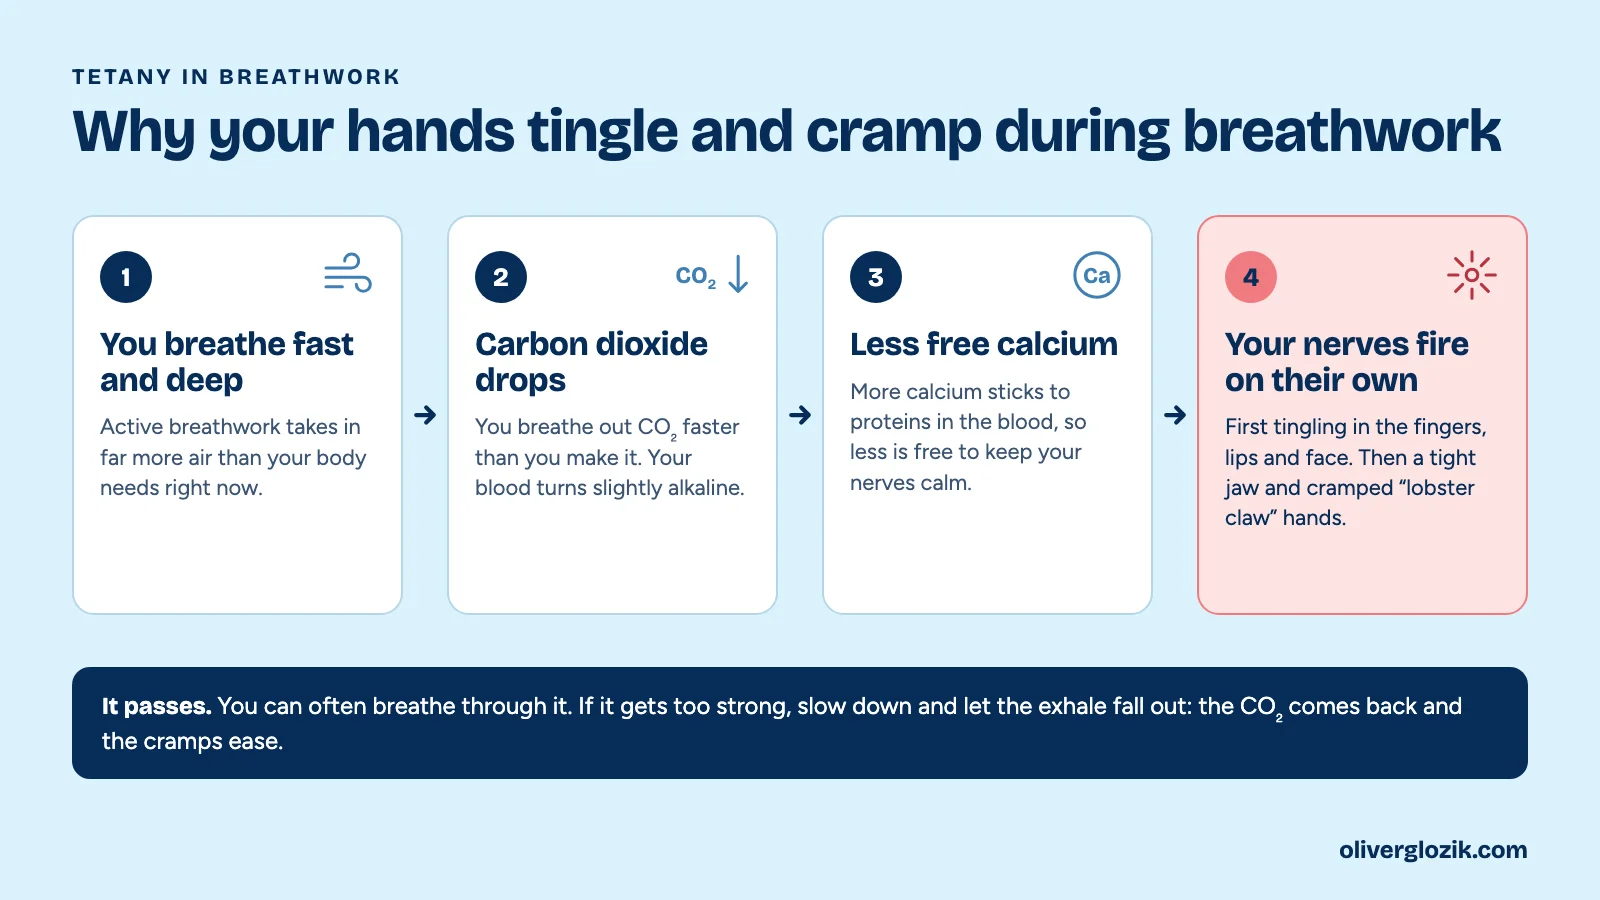 TETANY IN BREATHWORK
Why your hands tingle and cramp during breathwork
1
You breathe fast
and deep
Active breathwork takes in
far more air than your body
needs right now.
2
CO₂
Carbon dioxide
drops
You breathe out CO₂ faster
than you make it. Your
blood turns slightly alkaline.
3
Ca
Less free calcium
More calcium sticks to
proteins in the blood, so
less is free to keep your
nerves calm.
4
Your nerves fire
on their own
First tingling in the fingers,
lips and face. Then a tight
jaw and cramped “lobster
claw” hands.
It passes. You can often breathe through it. If it gets too strong, slow down and let the exhale fall out: the CO₂ comes back and
the cramps ease.
oliverglozik.com